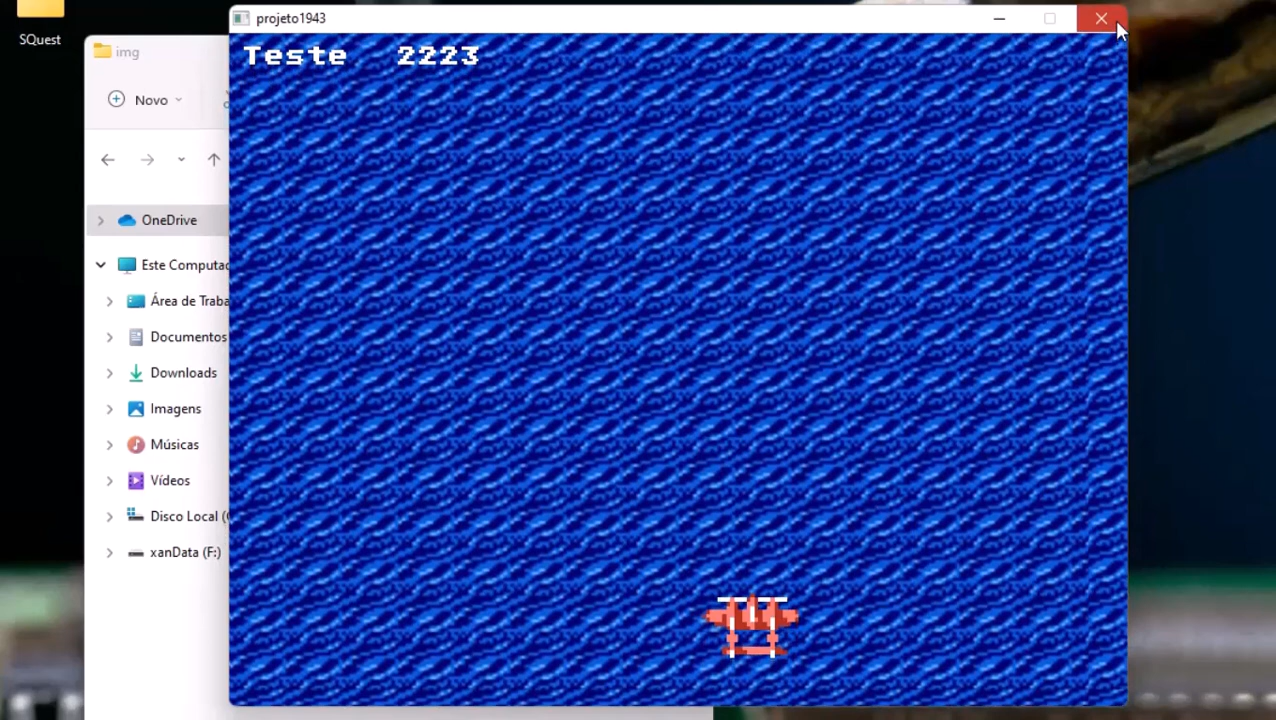 SQuest
projeto1943
Teste 2223
img
Novo
OneDrive
Este Computad
Área de Traba
Documentos
Downloads
Imagens
Músicas
Vídeos
Disco Local (
xanData (F:)